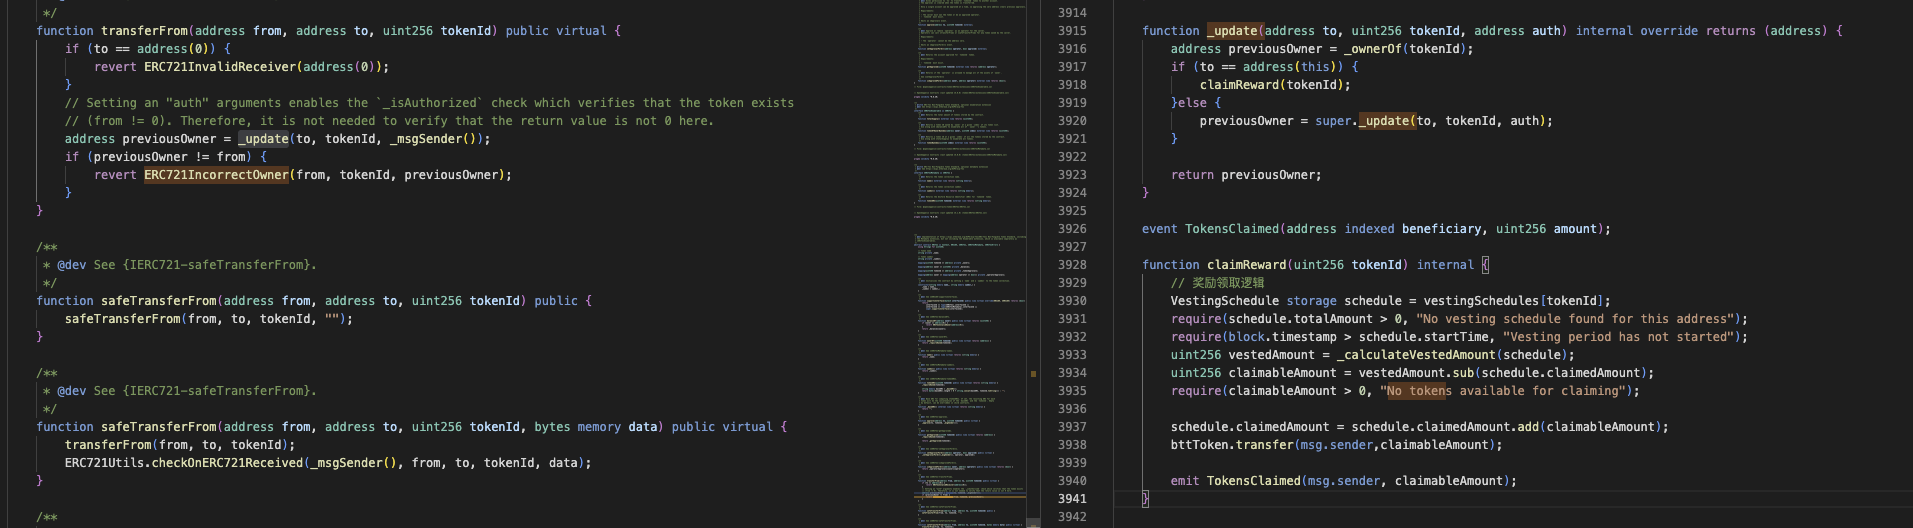 */
function transferFrom(address from, address to, uint256 tokenId) public virtual {
if (to == address(0)) {
revert ERC721InvalidReceiver(address(0));
}
// Setting an "auth" arguments enables the `_isAuthorized` check which verifies that the token exists
// (from != 0). Therefore, it is not needed to verify that the return value is not 0 here.
address previousOwner = _update(to, tokenId, _msgSender());
if (previousOwner != from) {
revert ERC721IncorrectOwner(from, tokenId, previousOwner);
}
}
/**
* @dev See {IERC721-safeTransferFrom}.
*/
function safeTransferFrom(address from, address to, uint256 tokenId) public {
safeTransferFrom(from, to, tokenId, "");
}
/**
* @dev See {IERC721-safeTransferFrom}.
*/
function safeTransferFrom(address from, address to, uint256 tokenId, bytes memory data) public virtual {
transferFrom(from, to, tokenId);
ERC721Utils.checkOnERC721Received(_msgSender(), from, to, tokenId, data);
}
/**
3914
3915 function _update(address to, uint256 tokenId, address auth) internal override returns (address) {
3916 address previousOwner = _ownerOf(tokenId);
3917 if (to == address(this)) {
3918 claimReward(tokenId);
3919 }else {
3920 previousOwner = super._update(to, tokenId, auth);
3921 }
3922
3923 return previousOwner;
3924 }
3925
3926 event TokensClaimed(address indexed beneficiary, uint256 amount);
3927
3928 function claimReward(uint256 tokenId) internal {
3929 // 奖励领取逻辑
3930 VestingSchedule storage schedule = vestingSchedules[tokenId];
3931 require(schedule.totalAmount > 0, "No vesting schedule found for this address");
3932 require(block.timestamp > schedule.startTime, "Vesting period has not started");
3933 uint256 vestedAmount = _calculateVestedAmount(schedule);
3934 uint256 claimableAmount = vestedAmount.sub(schedule.claimedAmount);
3935 require(claimableAmount > 0, "No tokens available for claiming");
3936
3937 schedule.claimedAmount = schedule.claimedAmount.add(claimableAmount);
3938 bttToken.transfer(msg.sender,claimableAmount);
3939
3940 emit TokensClaimed(msg.sender, claimableAmount);
3941 }
3942